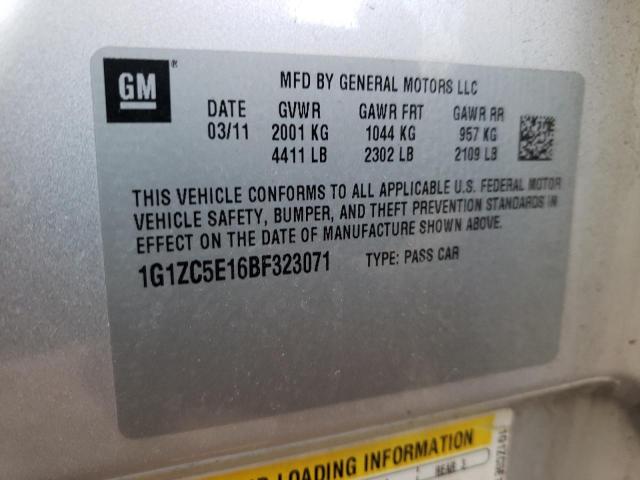 GM®
MFD BY GENERAL MOTORS LLC
DATE GVWR GAWR FRT GAWR RR
03/11 2001 KG 1044 KG 957 KG
4411 LB 2302 LB 2109 LB
THIS VEHICLE CONFORMS TO ALL APPLICABLE U.S. FEDERAL MOTOR
VEHICLE SAFETY, BUMPER, AND THEFT PREVENTION STANDARDS IN
EFFECT ON THE DATE OF MANUFACTURE SHOWN ABOVE.
1G1ZC5E16BF323071 TYPE: PASS CAR
LOADING INFORMATION
REAR